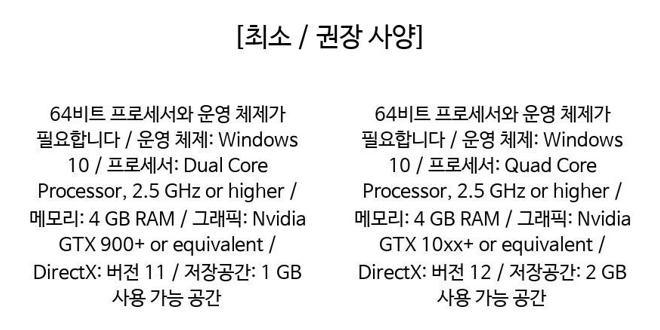 [최소 / 권장 사양]
64비트 프로세서와 운영 체제가
필요합니다 / 운영 체제: Windows
10 / 프로세서: Dual Core
Processor, 2.5 GHz or higher /
메모리: 4 GB RAM / 그래픽: Nvidia
GTX 900+ or equivalent /
DirectX: 버전 11 / 저장공간: 1 GB
사용 가능 공간
64비트 프로세서와 운영 체제가
필요합니다 / 운영 체제: Windows
10 / 프로세서: Quad Core
Processor, 2.5 GHz or higher /
메모리: 4 GB RAM / 그래픽: Nvidia
GTX 10xx+ or equivalent /
DirectX: 버전 12 / 저장공간: 2 GB
사용 가능 공간